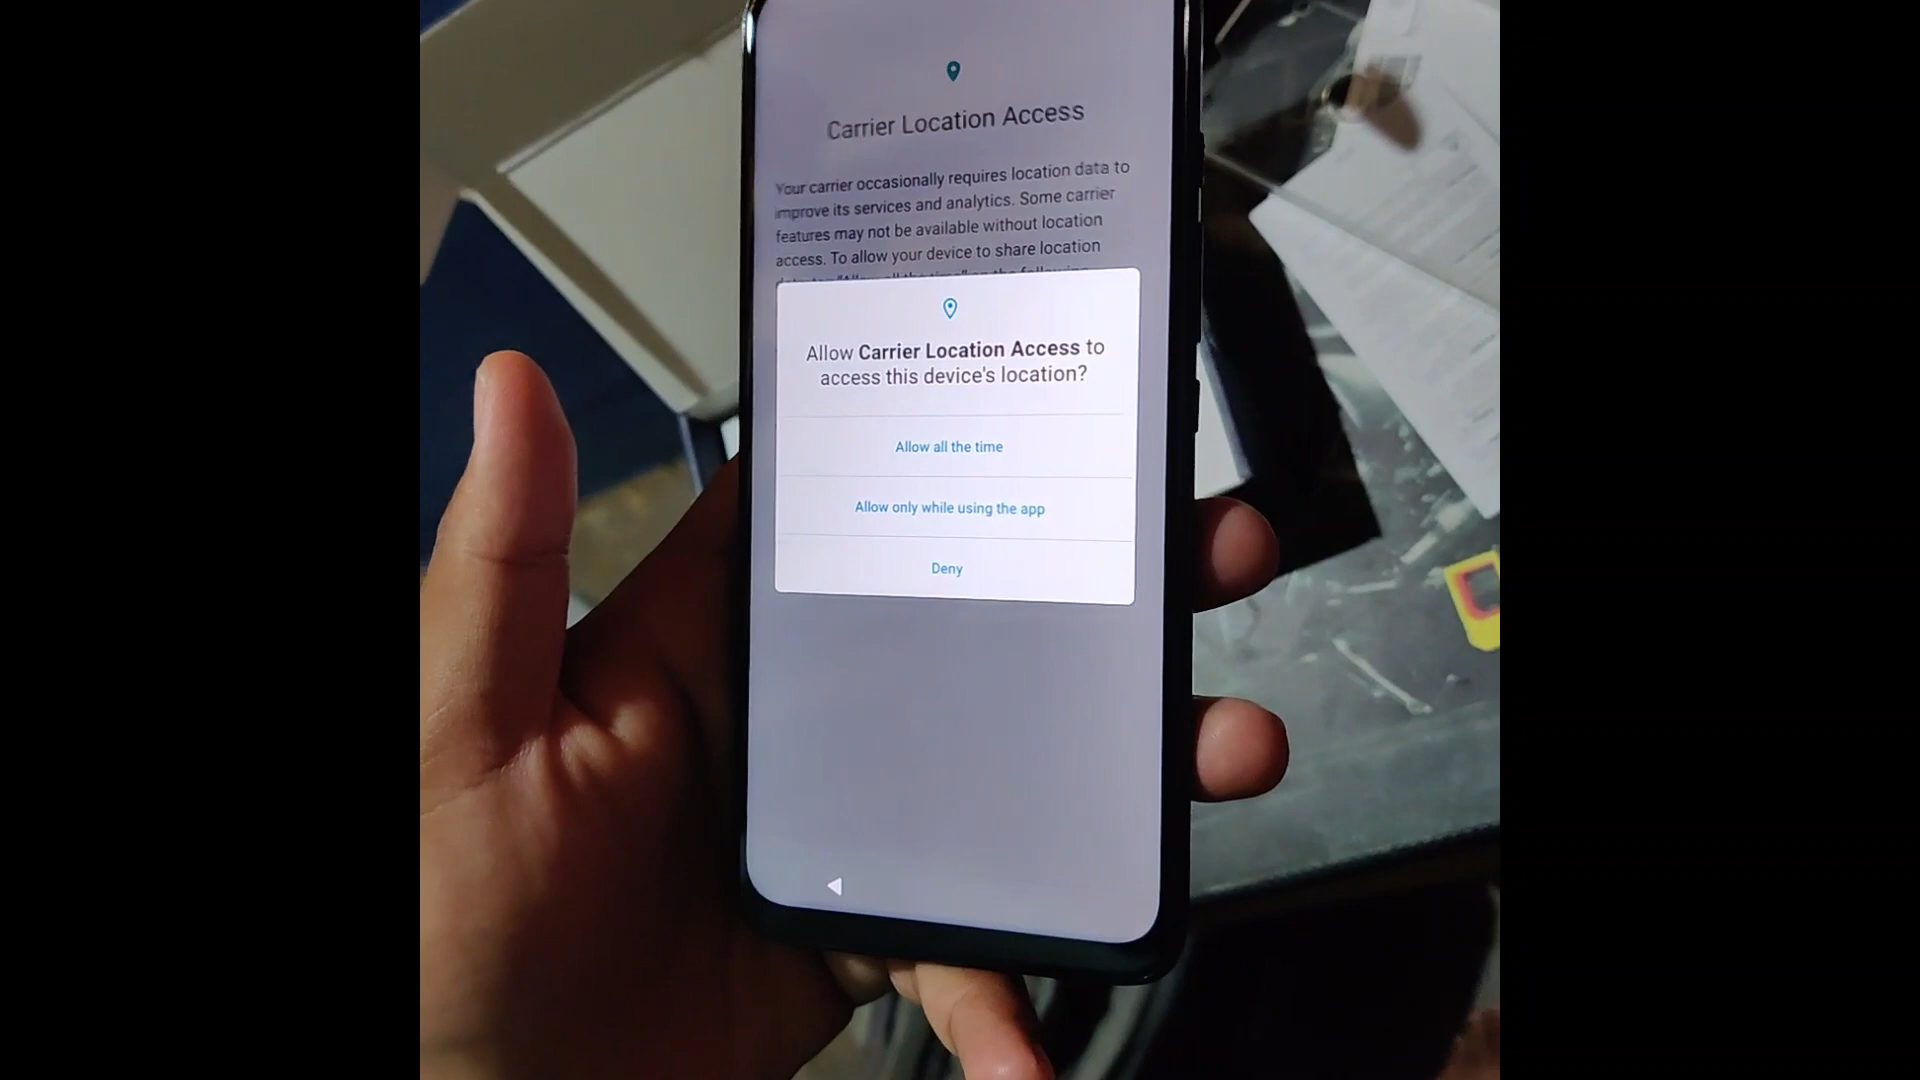 Carrier Location Access
Your carrier occasionally requires location data to
improve its services and analytics. Some carrier
features may not be available without location
access. To allow your device to share location
Allow Carrier Location Access to
access this device's location?
Allow all the time
Allow only while using the app
Deny